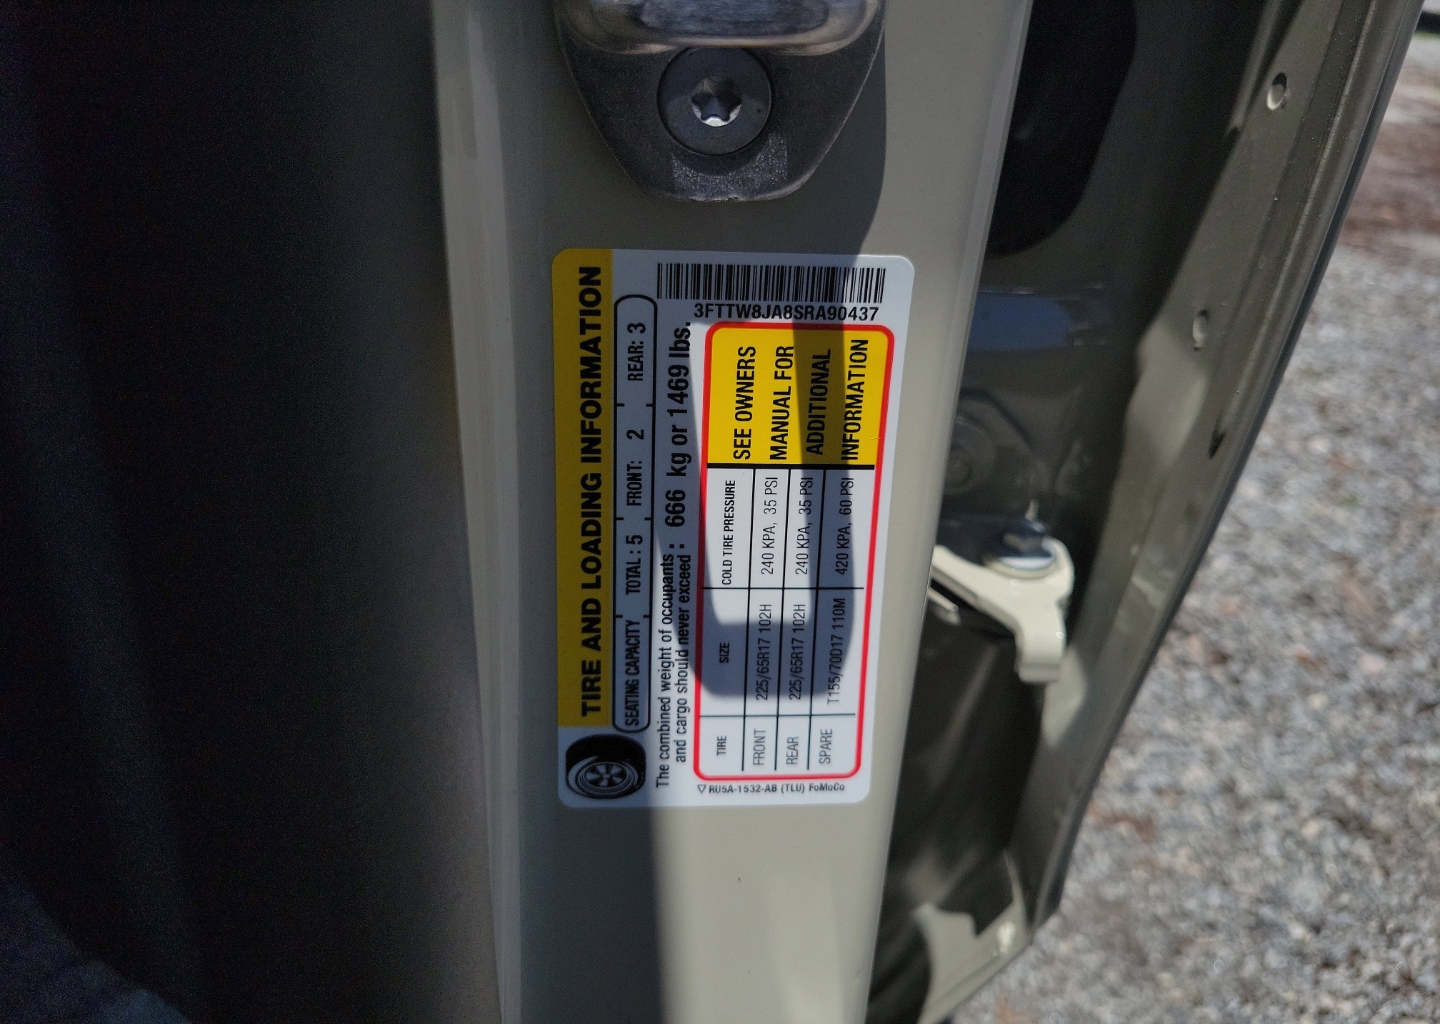 3FTTW8JA8SRA90437
TIRE AND LOADING INFORMATION
SEATING CAPACITY TOTAL : 5 FRONT: 2 REAR: 3
The combined weight of occupants
and cargo should never exceed : 666 kg or 1469 lbs.
TIRE SIZE COLD TIRE PRESSURE
FRONT 225/65R17 102H 240 KPA, 35 PSI
REAR 225/65R17 102H 240 KPA, 35 PSI
SPARE T155/70D17 110M 420 KPA, 60 PSI
SEE OWNERS
MANUAL FOR
ADDITIONAL
INFORMATION
▽ RU5A-1532-AB (TLU) FoMoCo